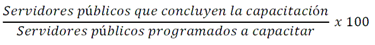 Servidores públicos que concluyen la capacitación
Servidores públicos programados a capacitar x 100